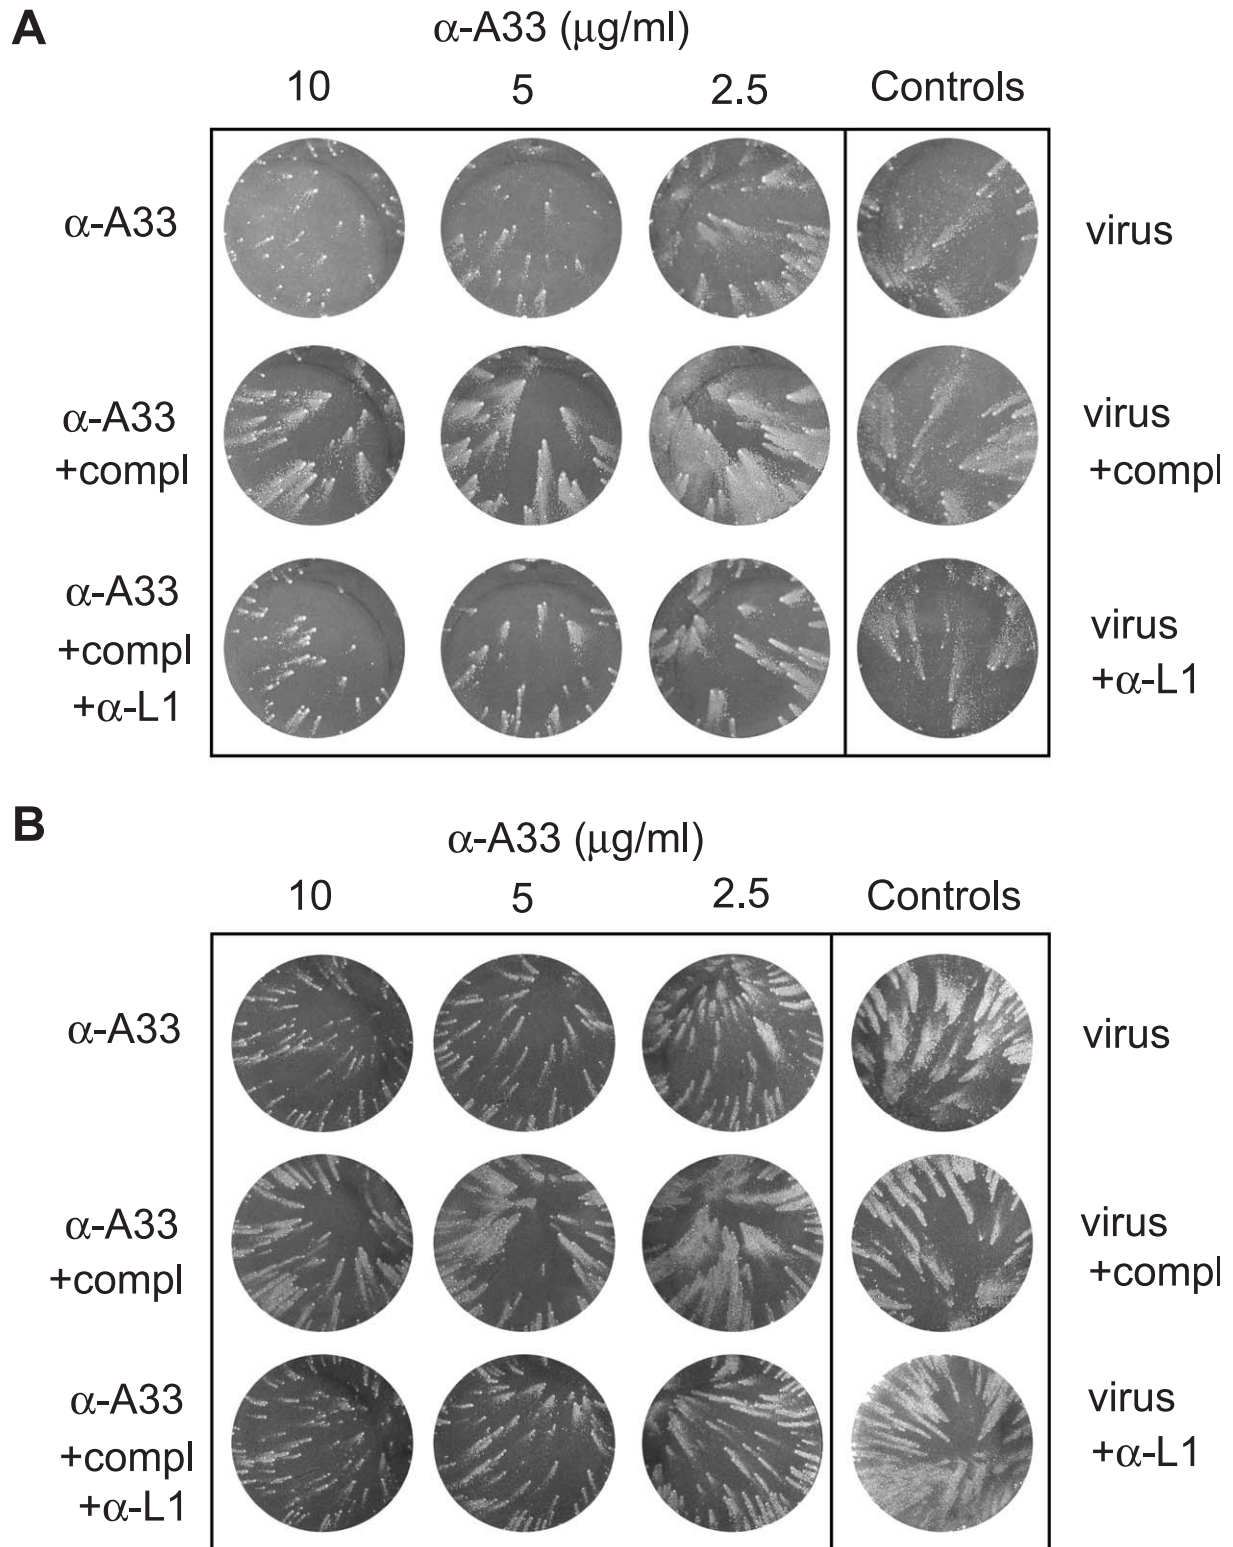 A
α-A33 (μg/ml)
10 5 2.5 Controls
α-A33
virus
α-A33
+compl
virus
+compl
α-A33
+compl
+α-L1
virus
+α-L1
B
α-A33 (μg/ml)
10 5 2.5 Controls
α-A33
virus
α-A33
+compl
virus
+compl
α-A33
+compl
+α-L1
virus
+α-L1